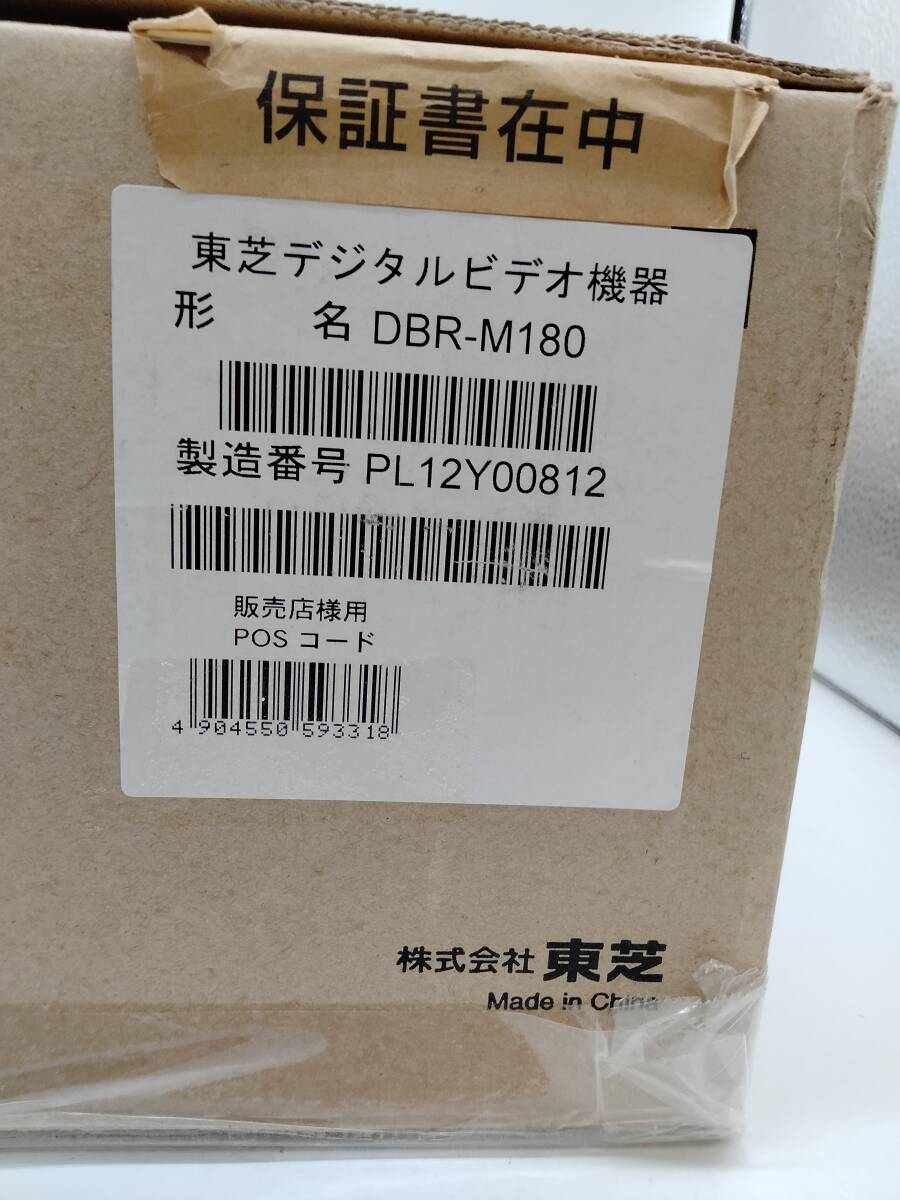 保証書在中
東芝デジタルビデオ機器
形 名 DBR-M180
製造番号 PL12Y00812
販売店様用
POS コード
4 904550 593318
株式会社 東芝
Made in China